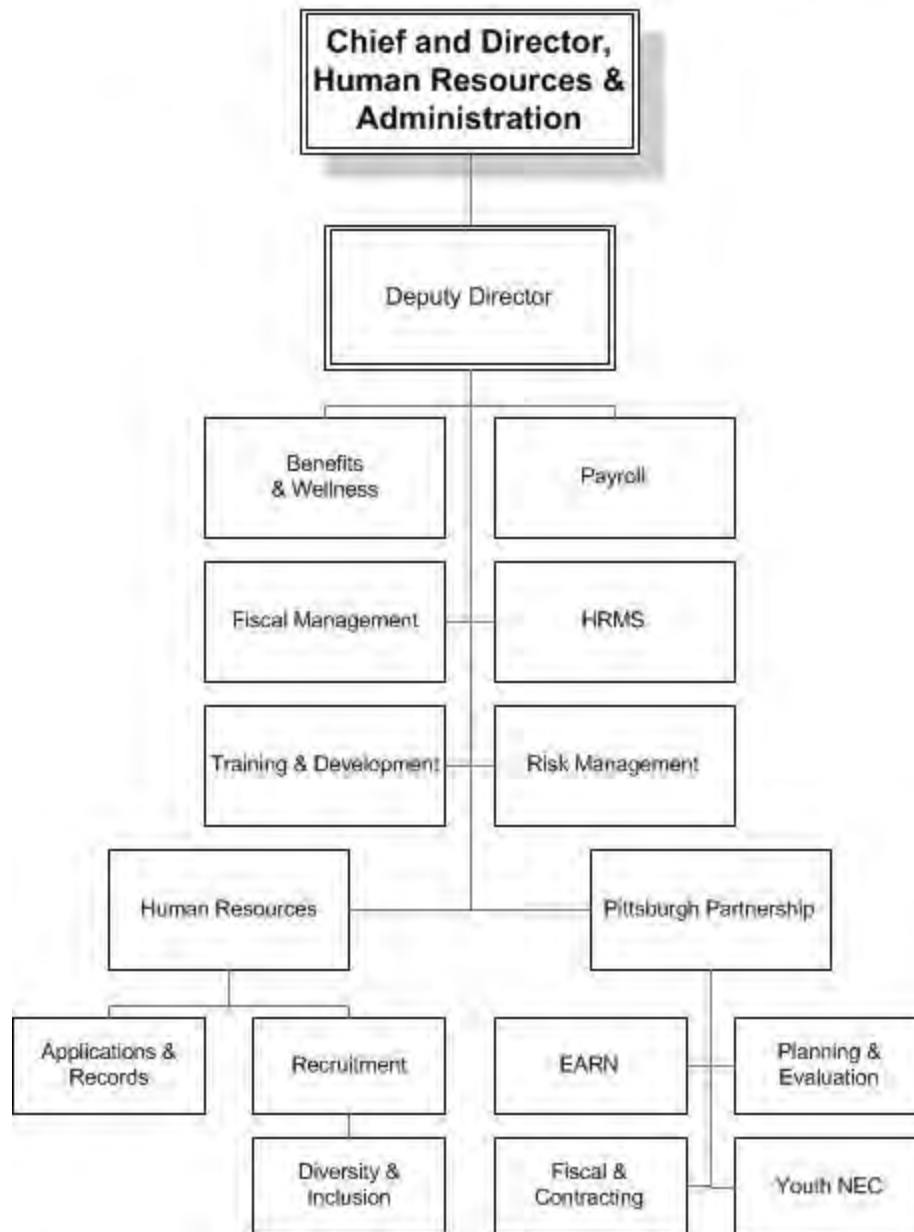 Chief and Director,
Human Resources &
Administration
Deputy Director
Benefits
& Wellness
Payroll
Fiscal Management
HRMS
Training & Development
Risk Management
Human Resources
Pittsburgh Partnership
Applications &
Records
Recruitment
EARN
Planning &
Evaluation
Diversity &
Inclusion
Fiscal &
Contracting
Youth NEC